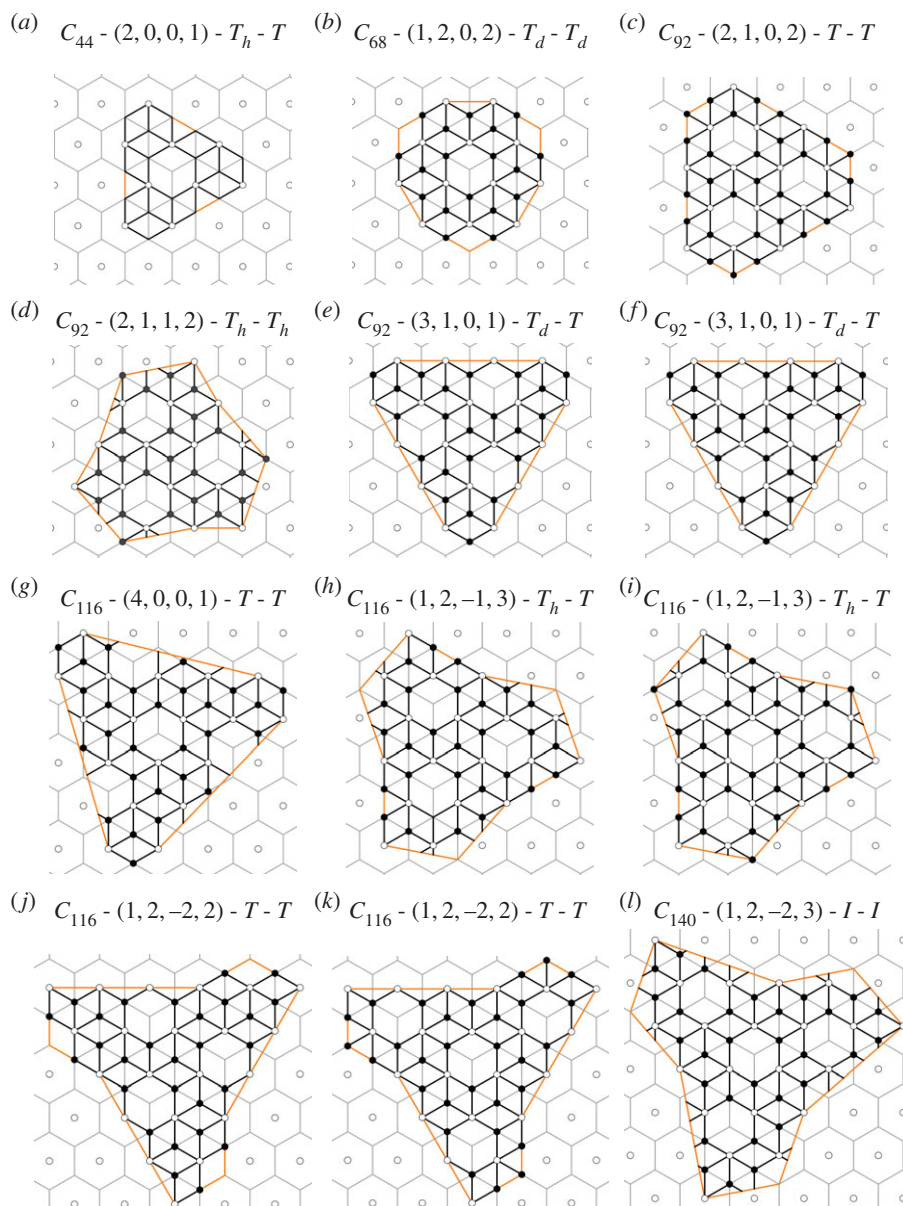 (a) C44 - (2, 0, 0, 1) - Th - T
(b) C68 - (1, 2, 0, 2) - Td - Td
(c) C92 - (2, 1, 0, 2) - T - T
(d) C92 - (2, 1, 1, 2) - Th - Th
(e) C92 - (3, 1, 0, 1) - Td - T
(f) C92 - (3, 1, 0, 1) - Td - T
(g) C116 - (4, 0, 0, 1) - T - T
(h) C116 - (1, 2, –1, 3) - Th - T
(i) C116 - (1, 2, –1, 3) - Th - T
(j) C116 - (1, 2, –2, 2) - T - T
(k) C116 - (1, 2, –2, 2) - T - T
(l) C140 - (1, 2, –2, 3) - I - I